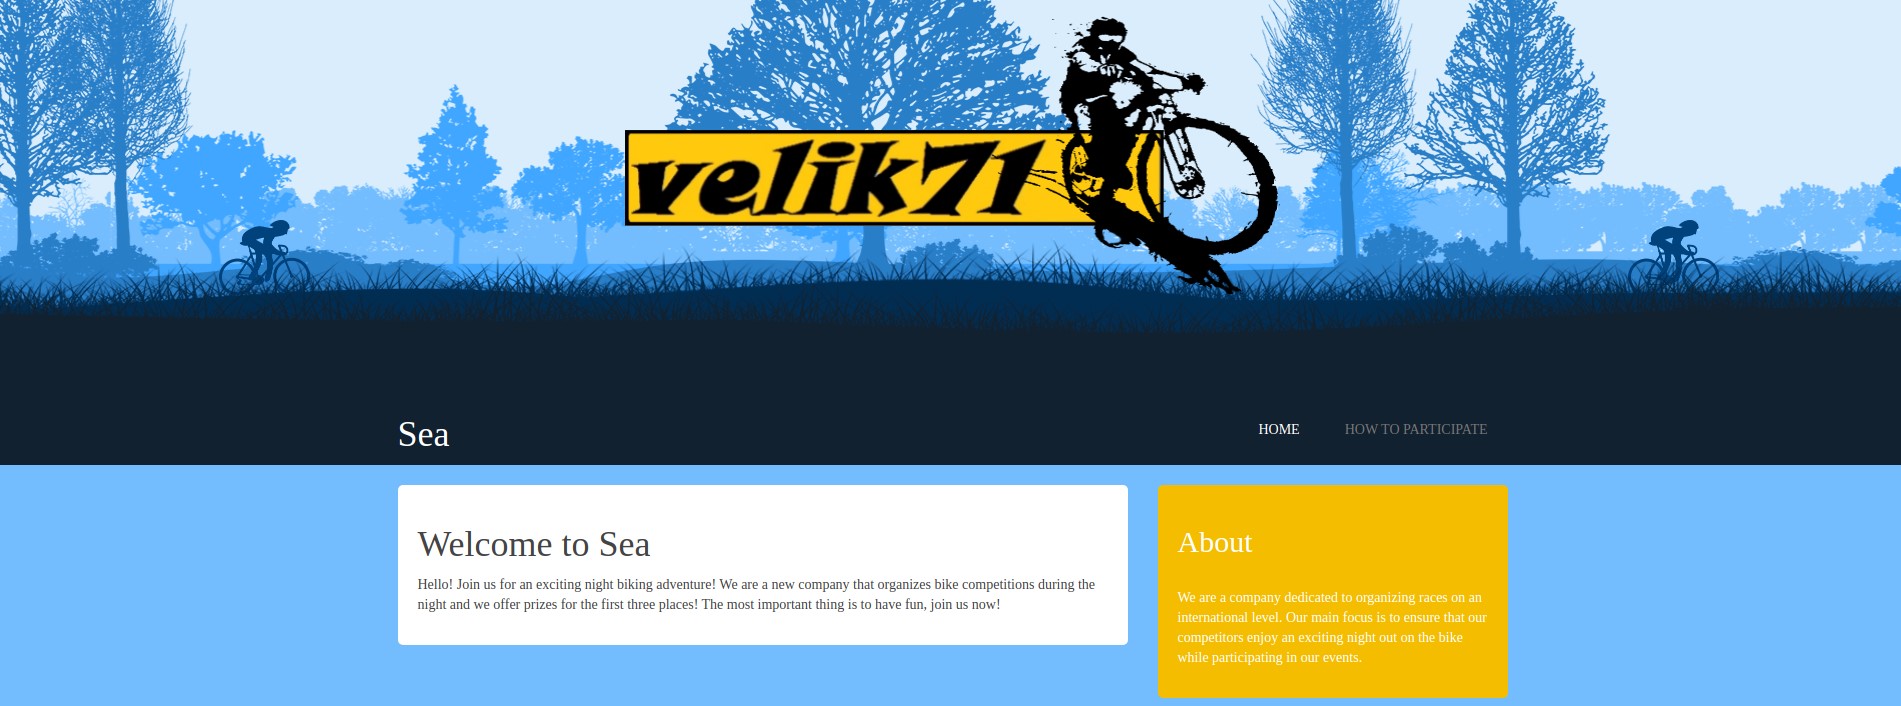 velik71
Sea
HOME
HOW TO PARTICIPATE
Welcome to Sea
Hello! Join us for an exciting night biking adventure! We are a new company that organizes bike competitions during the
night and we offer prizes for the first three places! The most important thing is to have fun, join us now!
About
We are a company dedicated to organizing races on an
international level. Our main focus is to ensure that our
competitors enjoy an exciting night out on the bike
while participating in our events.